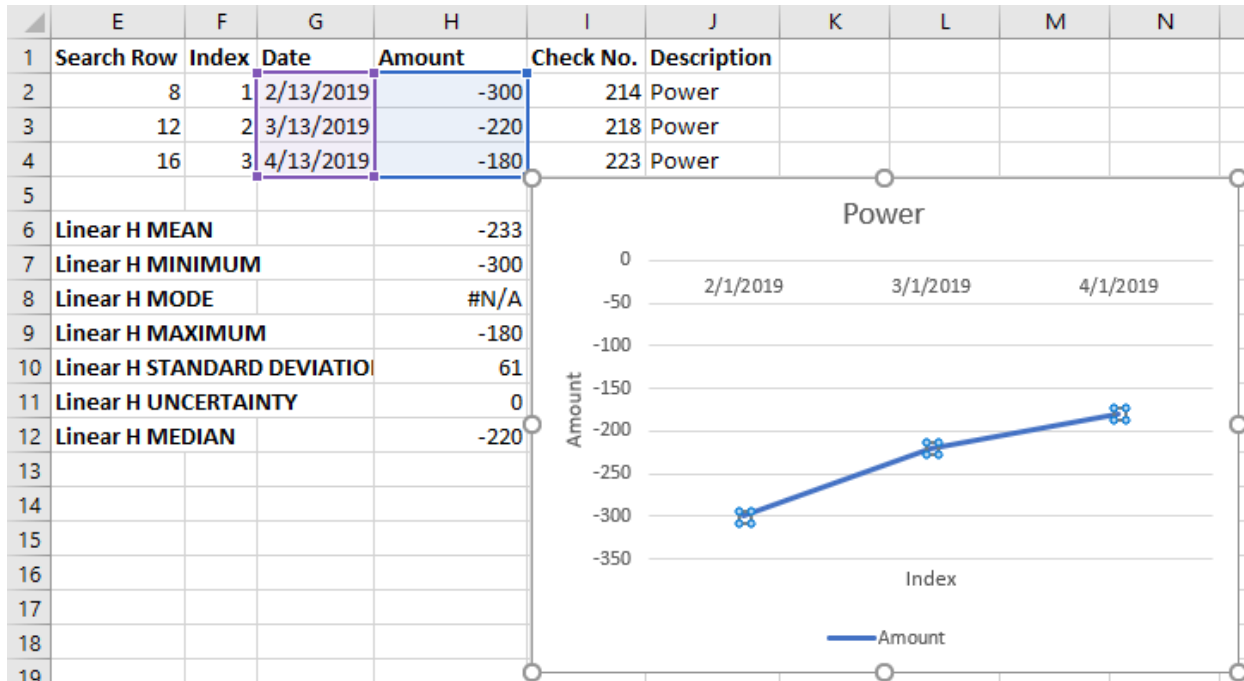 E F G H I J K L M N
1 Search Row Index Date Amount Check No. Description
2 8 1 2/13/2019 -300 214 Power
3 12 2 3/13/2019 -220 218 Power
4 16 3 4/13/2019 -180 223 Power
5
6 Linear H MEAN -233
7 Linear H MINIMUM -300
8 Linear H MODE #N/A
9 Linear H MAXIMUM -180
10 Linear H STANDARD DEVIATIO 61
11 Linear H UNCERTAINTY 0
12 Linear H MEDIAN -220
13
14
15
16
17
18
19
Power
0
2/1/2019 3/1/2019 4/1/2019
-50
-100
-150
-200
-250
-300
-350
Amount
Index
Amount